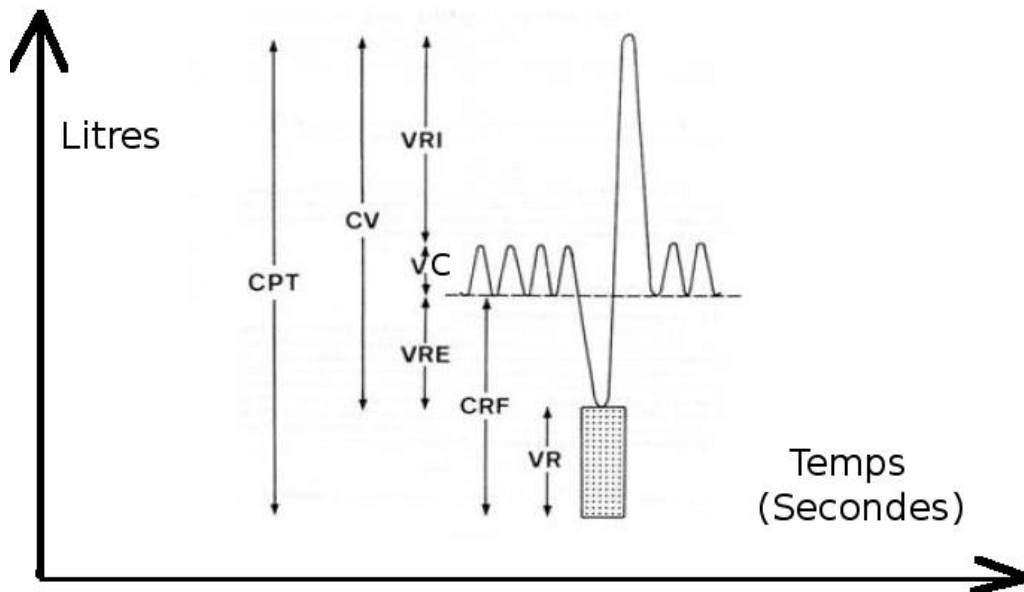 Litres
VRI
CV
VC
CPT
VRE
CRF
VR
Temps
(Secondes)